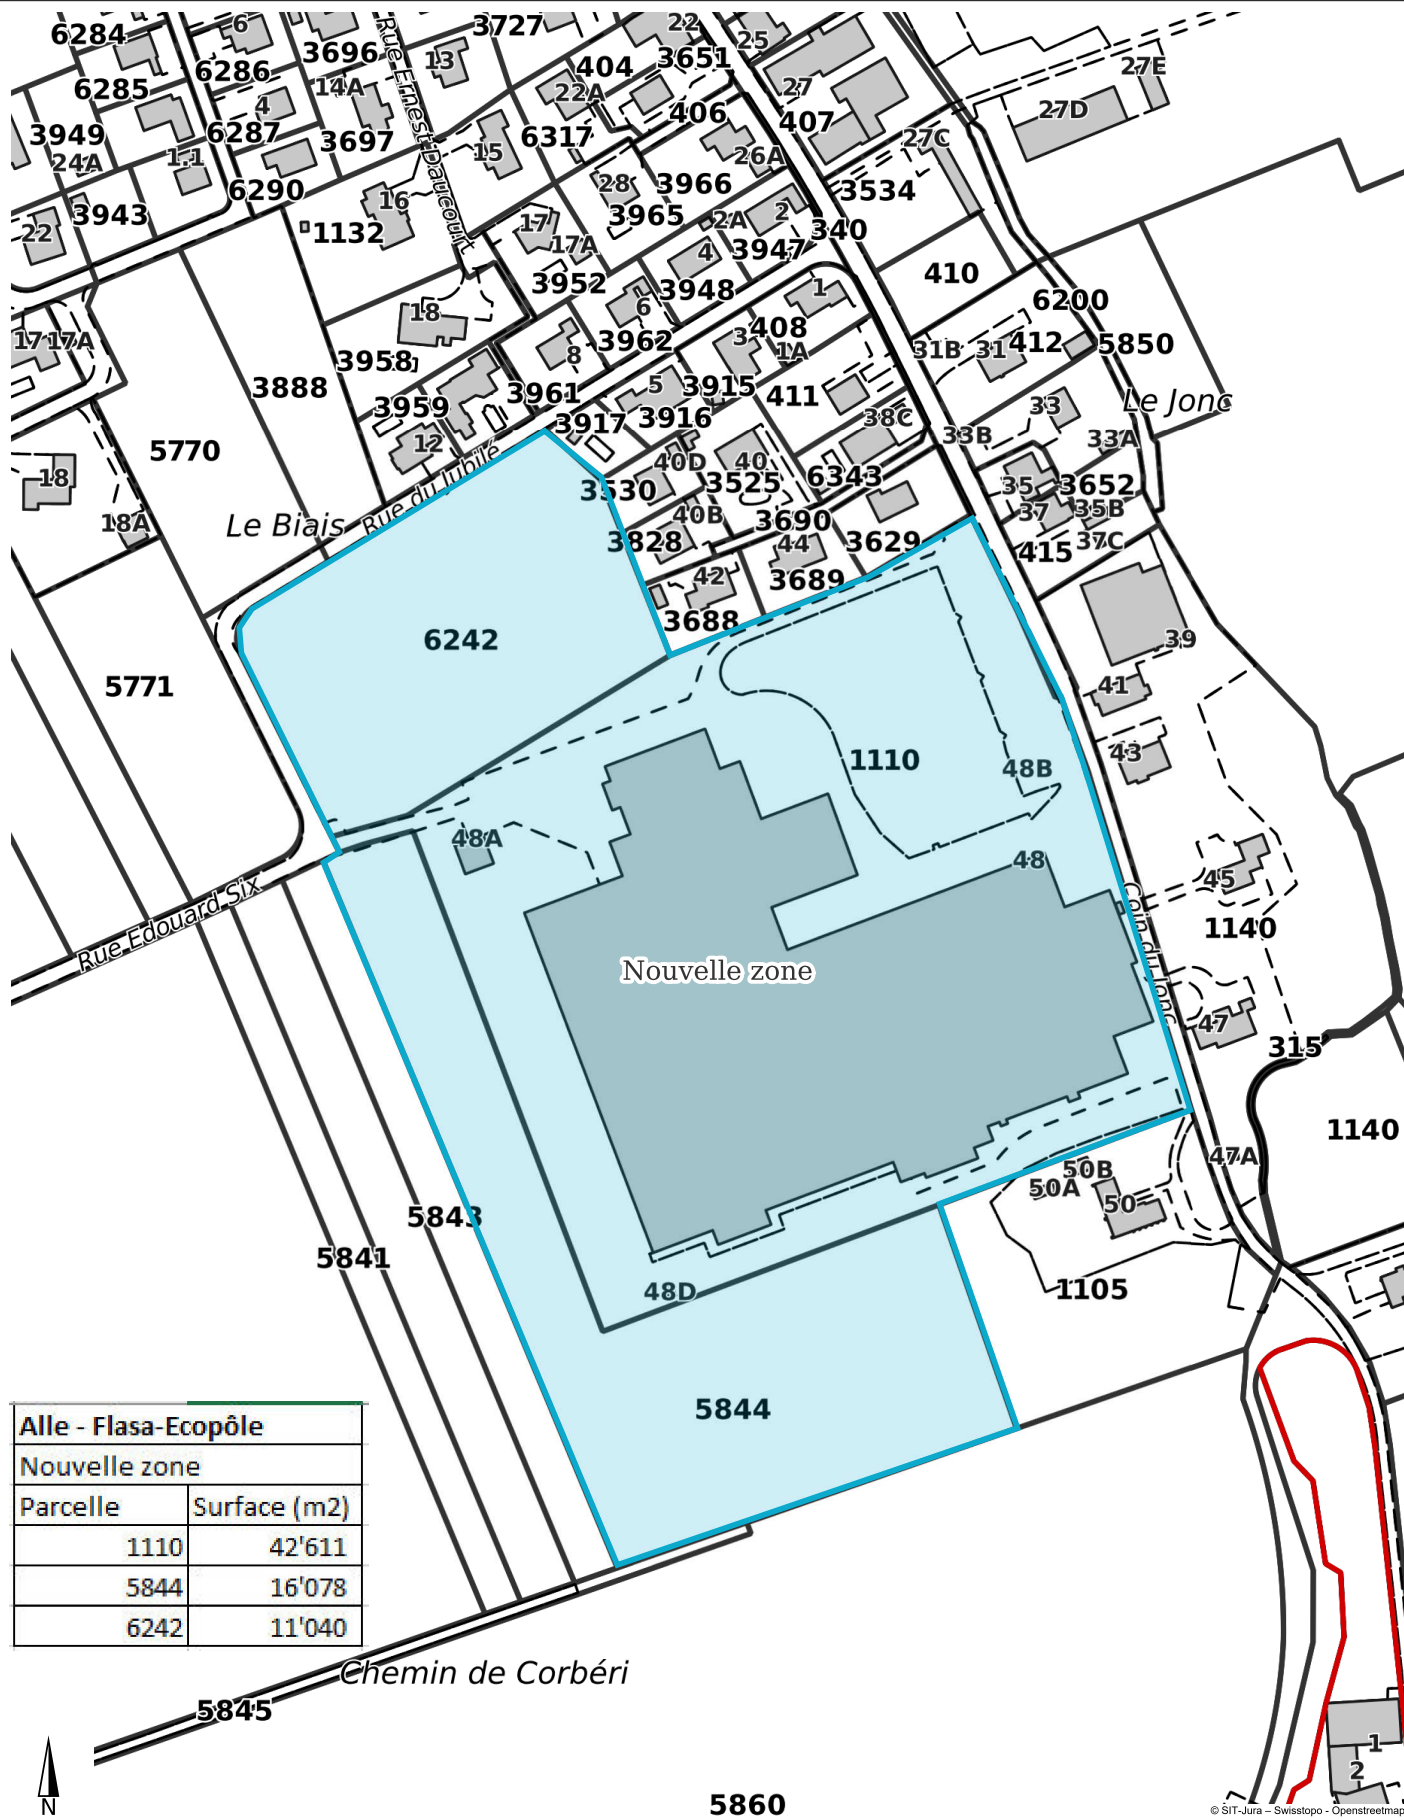 6284
6
3696
3727
22
25
3651
404
13
6286
6285
14A
22A
27
27E
4
406
407
27D
3949
6287
3697
6317
27C
24A
1.1
15
26A
6290
28
3966
3534
16
3943
3965
2A
2
22
1132
17
340
17A
3947
4
410
3952
3948
6200
1
18
6
408
17
17A
3962
3
31B
31
412
5850
3958
8
1A
3888
5
3915
3961
411
Le Jonc
3959
3917
3916
33
38C
12
33B
33A
5770
40D
40
18
3530
3525
6343
35
3652
Rue Ernest-Daucourt
Rue du Jubilé
18A
Le Biais
40B
3690
37
35B
3828
44
3629
415
37C
42
3689
3688
6242
39
5771
41
1110
48B
43
48A
48
45
Rue Edouard Six
1140
Coin du Jonc
Nouvelle zone
47
315
1140
47A
50B
50A
50
5843
5841
48D
1105
5844
Alle - Flasa-Ecopôle
Nouvelle zone
Parcelle Surface (m2)
1110 42'611
5844 16'078
6242 11'040
Chemin de Corbéri
5845
1
2
N
5860
© SIT-Jura – Swisstopo - Openstreetmap